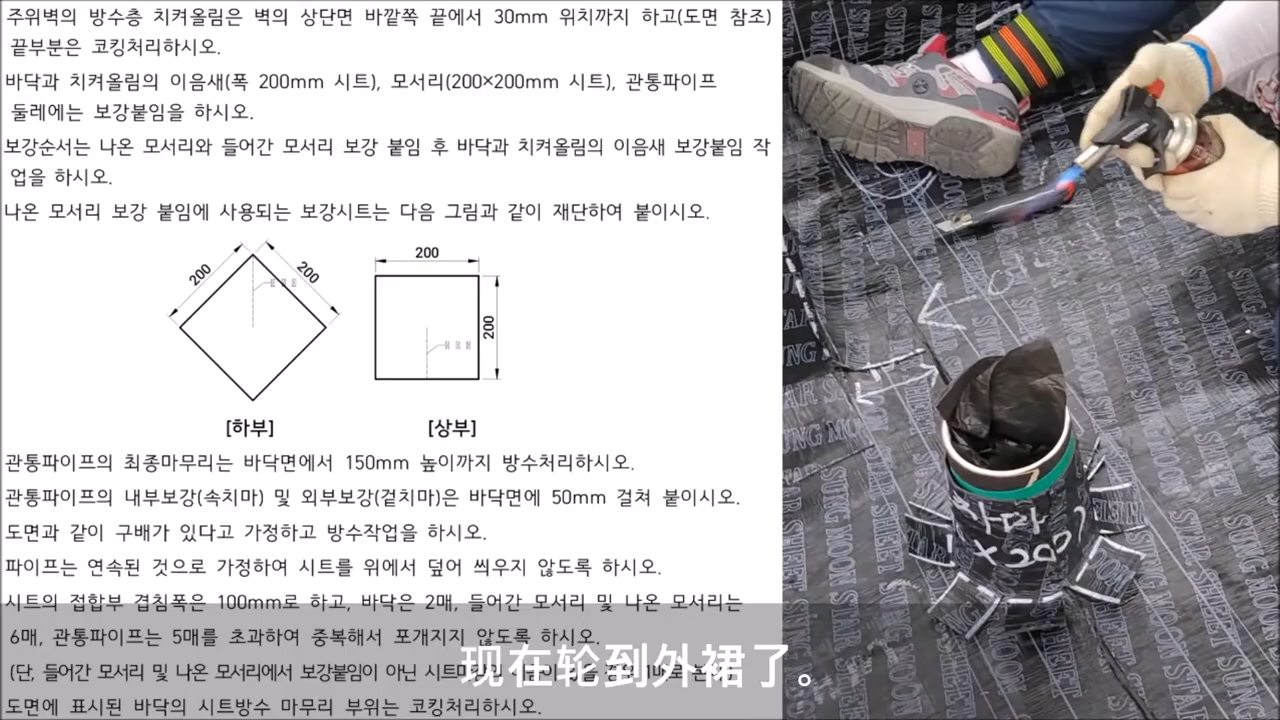 주위벽의 방수층 치켜올림은 벽의 상단면 바깥쪽 끝에서 30mm 위치까지 하고(도면 참조)
끝부분은 코킹처리하시오.
바닥과 치켜올림의 이음새(폭 200mm 시트), 모서리(200×200mm 시트), 관통파이프
둘레에는 보강붙임을 하시오.
보강순서는 나온 모서리와 들어간 모서리 보강 붙임 후 바닥과 치켜올림의 이음새 보강붙임 작
업을 하시오.
나온 모서리 보강 붙임에 사용되는 보강시트는 다음 그림과 같이 재단하여 붙이시오.
200
200
200
200
[하부]
[상부]
관통파이프의 최종마무리는 바닥면에서 150mm 높이까지 방수처리하시오.
관통파이프의 내부보강(속치마) 및 외부보강(겉치마)은 바닥면에 50mm 걸쳐 붙이시오.
도면과 같이 구배가 있다고 가정하고 방수작업을 하시오.
파이프는 연속된 것으로 가정하여 시트를 위에서 덮어 씌우지 않도록 하시오.
시트의 접합부 겹침폭은 100mm로 하고, 바닥은 2매, 들어간 모서리 및 나온 모서리는
6매, 관통파이프는 5매를 초과하여 중복해서 포개지지 않도록 하시오.
(단, 들어간 모서리 및 나온 모서리에서 보강붙임이 아닌 시트
도면에 표시된 바닥의 시트방수 마무리 부위는 코킹처리하시오.
现在轮到外裙了。
STAR SHEET
SUNG MOON
STAR SHEET
SUNG MOON